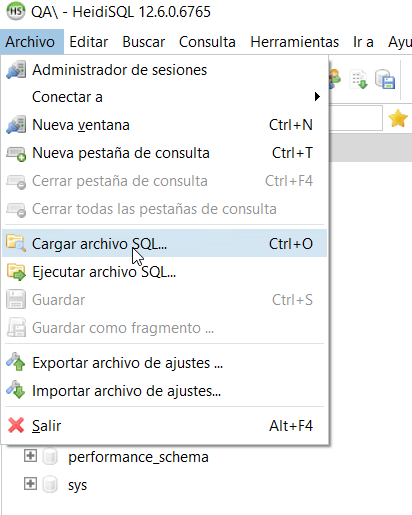 HS QA\ - HeidiSQL 12.6.0.6765
Archivo Editar Buscar Consulta Herramientas Ir a Ayu
Administrador de sesiones
Conectar a
Nueva ventana Ctrl+N
Nueva pestaña de consulta Ctrl+T
Cerrar pestaña de consulta Ctrl+F4
Cerrar todas las pestañas de consulta
Cargar archivo SQL... Ctrl+O
Ejecutar archivo SQL...
Guardar Ctrl+S
Guardar como fragmento ...
Exportar archivo de ajustes ...
Importar archivo de ajustes...
Salir Alt+F4
performance_schema
sys